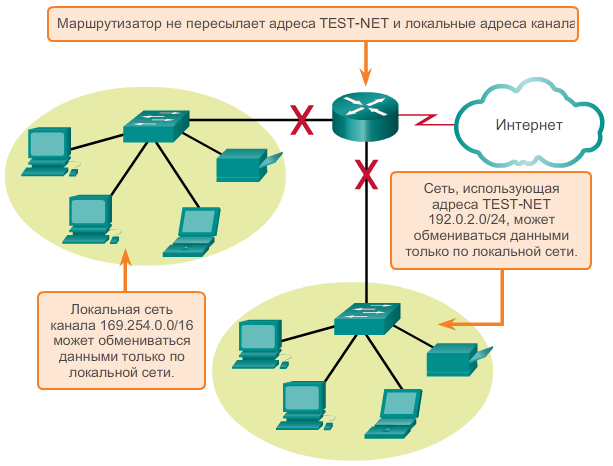 Маршрутизатор не пересылает адреса TEST-NET и локальные адреса канала
Интернет
Сеть, использующая
адреса TEST-NET
192.0.2.0/24, может
обмениваться данными
только по локальной сети.
Локальная сеть
канала 169.254.0.0/16
может обмениваться
данными только по
локальной сети.